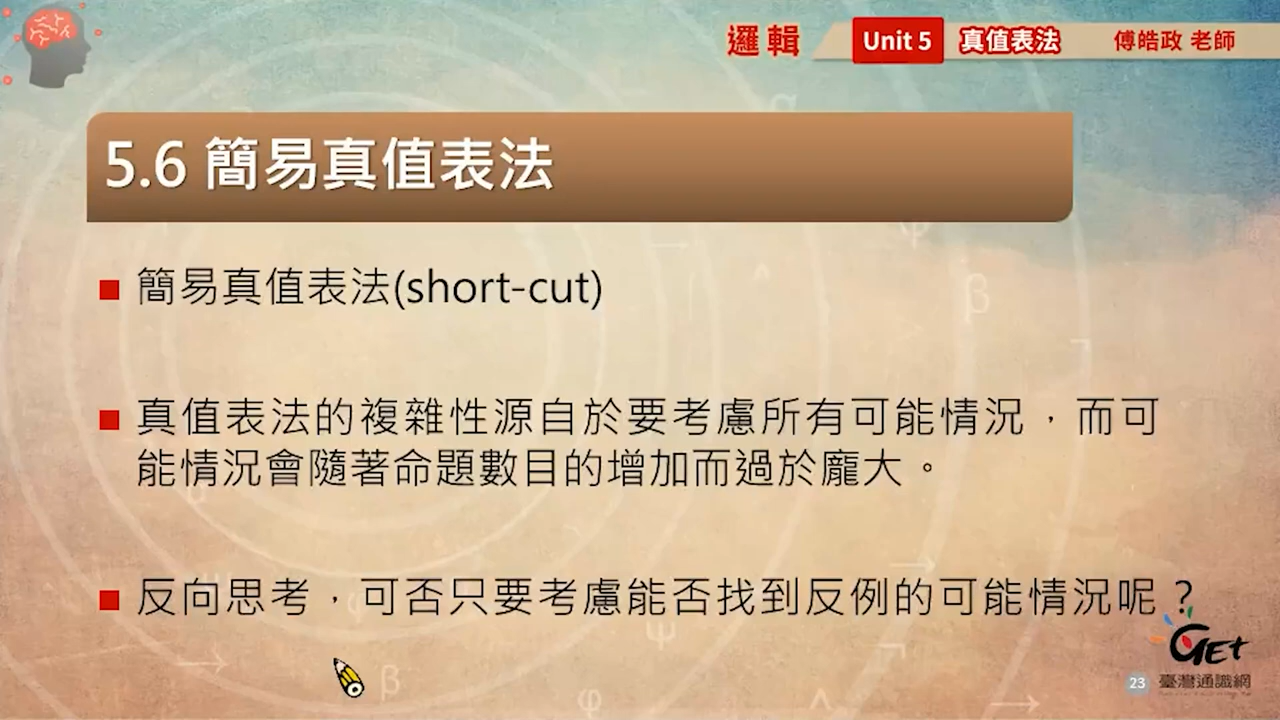 邏輯
Unit 5
真值表法
傅皓政 老師
5.6 簡易真值表法
簡易真值表法(short-cut)
真值表法的複雜性源自於要考慮所有可能情況，而可
能情況會隨著命題數目的增加而過於龐大。
反向思考，可否只要考慮能否找到反例的可能情況呢？
GEt
23
臺灣通識網